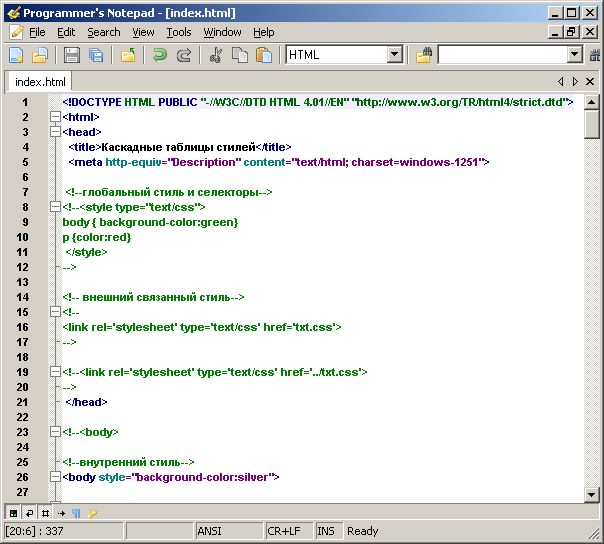 Programmer's Notepad - [index.html]
File Edit Search View Tools Window Help
HTML
index.html
1 <!DOCTYPE HTML PUBLIC "-//W3C//DTD HTML 4.01//EN" "http://www.w3.org/TR/html4/strict.dtd">
2 <html>
3 <head>
4 <title>Каскадные таблицы стилей</title>
5 <meta http-equiv="Description" content="text/html; charset=windows-1251">
6
7 <!--глобальный стиль и селекторы-->
8 <!--<style type="text/css">
9 body { background-color:green}
10 p {color:red}
11 </style>
12 -->
13
14 <!-- внешний связанный стиль-->
15 <!--
16 <link rel='stylesheet' type='text/css' href='txt.css'>
17 -->
18
19 <!--<link rel='stylesheet' type='text/css' href='../txt.css'>
20 -->
21 </head>
22
23 <!--<body>
24
25 <!--внутренний стиль-->
26 <body style="background-color:silver">
27
[20:6] : 337 ANSI CR+LF INS Ready